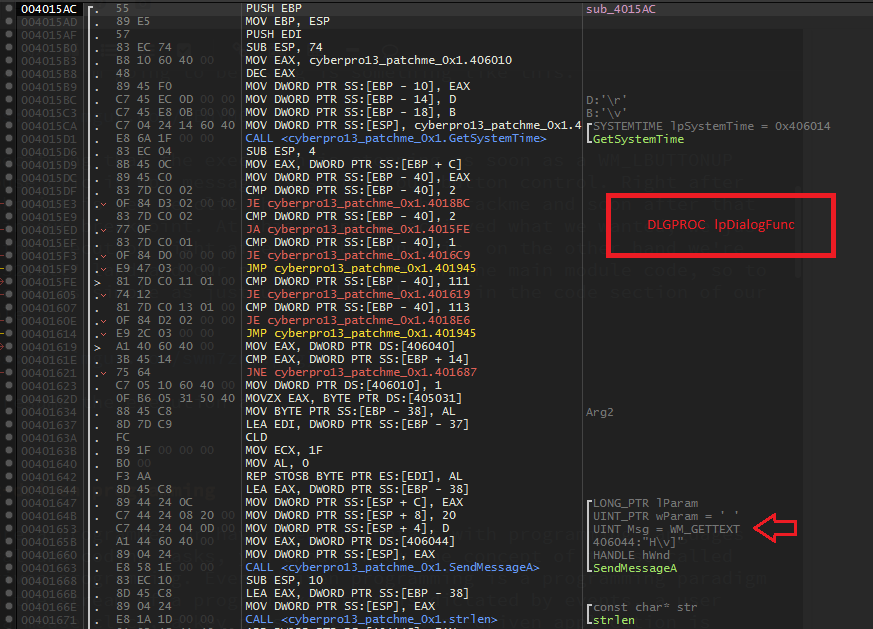 004015AC 55 PUSH EBP sub_4015AC
004015AD 89 E5 MOV EBP, ESP
004015AF 57 PUSH EDI
004015B0 83 EC 74 SUB ESP, 74
004015B3 B8 10 60 40 00 MOV EAX, cyberpro13_patchme_0x1.406010
004015B8 48 DEC EAX
004015B9 89 45 F0 MOV DWORD PTR SS:[EBP - 10], EAX
004015BC C7 45 EC 0D 00 00 MOV DWORD PTR SS:[EBP - 14], D D:'\r'
004015C3 C7 45 E8 0B 00 00 MOV DWORD PTR SS:[EBP - 18], B B:'\v'
004015CA C7 04 24 14 60 40 MOV DWORD PTR SS:[ESP], cyberpro13_patchme_0x1.4 SYSTEMTIME lpSystemTime = 0x406014
004015D1 E8 6A 1F 00 00 CALL <cyberpro13_patchme_0x1.GetSystemTime> GetSystemTime
004015D6 83 EC 04 SUB ESP, 4
004015D9 8B 45 0C MOV EAX, DWORD PTR SS:[EBP + C]
004015DC 89 45 C0 MOV DWORD PTR SS:[EBP - 40], EAX
004015DF 83 7D C0 02 CMP DWORD PTR SS:[EBP - 40], 2
004015E3 0F 84 D3 02 00 00 JE cyberpro13_patchme_0x1.4018BC
004015E9 83 7D C0 02 CMP DWORD PTR SS:[EBP - 40], 2
004015ED 77 0F JA cyberpro13_patchme_0x1.4015FE
004015EF 83 7D C0 01 CMP DWORD PTR SS:[EBP - 40], 1
004015F3 0F 84 D0 00 00 00 JE cyberpro13_patchme_0x1.4016C9
004015F9 E9 47 03 00 00 JMP cyberpro13_patchme_0x1.401945
004015FE 81 7D C0 11 01 00 CMP DWORD PTR SS:[EBP - 40], 111
00401605 74 12 JE cyberpro13_patchme_0x1.401619
00401607 81 7D C0 13 01 00 CMP DWORD PTR SS:[EBP - 40], 113
0040160E 0F 84 D2 02 00 00 JE cyberpro13_patchme_0x1.4018E6
00401614 E9 2C 03 00 00 JMP cyberpro13_patchme_0x1.401945
00401619 A1 40 60 40 00 MOV EAX, DWORD PTR DS:[406040]
0040161E 3B 45 14 CMP EAX, DWORD PTR SS:[EBP + 14]
00401621 75 64 JNE cyberpro13_patchme_0x1.401687
00401623 C7 05 10 60 40 00 MOV DWORD PTR DS:[406010], 1
0040162D 0F B6 05 31 50 40 MOVZX EAX, BYTE PTR DS:[405031]
00401634 88 45 C8 MOV BYTE PTR SS:[EBP - 38], AL Arg2
00401637 8D 7D C9 LEA EDI, DWORD PTR SS:[EBP - 37]
0040163A FC CLD
0040163B B9 1F 00 00 00 MOV ECX, 1F
00401640 B0 00 MOV AL, 0
00401642 F3 AA REP STOSB BYTE PTR ES:[EDI], AL
00401644 8D 45 C8 LEA EAX, DWORD PTR SS:[EBP - 38]
00401647 89 44 24 0C MOV DWORD PTR SS:[ESP + C], EAX LONG_PTR lParam
0040164B C7 44 24 08 20 00 MOV DWORD PTR SS:[ESP + 8], 20 UINT_PTR wParam = ' '
00401653 C7 44 24 04 0D 00 MOV DWORD PTR SS:[ESP + 4], D UINT Msg = WM_GETTEXT
0040165B A1 44 60 40 00 MOV EAX, DWORD PTR DS:[406044] 406044:"H\v]"
00401660 89 04 24 MOV DWORD PTR SS:[ESP], EAX HANDLE hWnd
00401663 E8 58 1E 00 00 CALL <cyberpro13_patchme_0x1.SendMessageA> SendMessageA
00401668 83 EC 10 SUB ESP, 10
0040166B 8D 45 C8 LEA EAX, DWORD PTR SS:[EBP - 38]
0040166E 89 04 24 MOV DWORD PTR SS:[ESP], EAX const char* str
00401671 E8 1A 1D 00 00 CALL <cyberpro13_patchme_0x1.strlen> strlen
DLGPROC lpDialogFunc